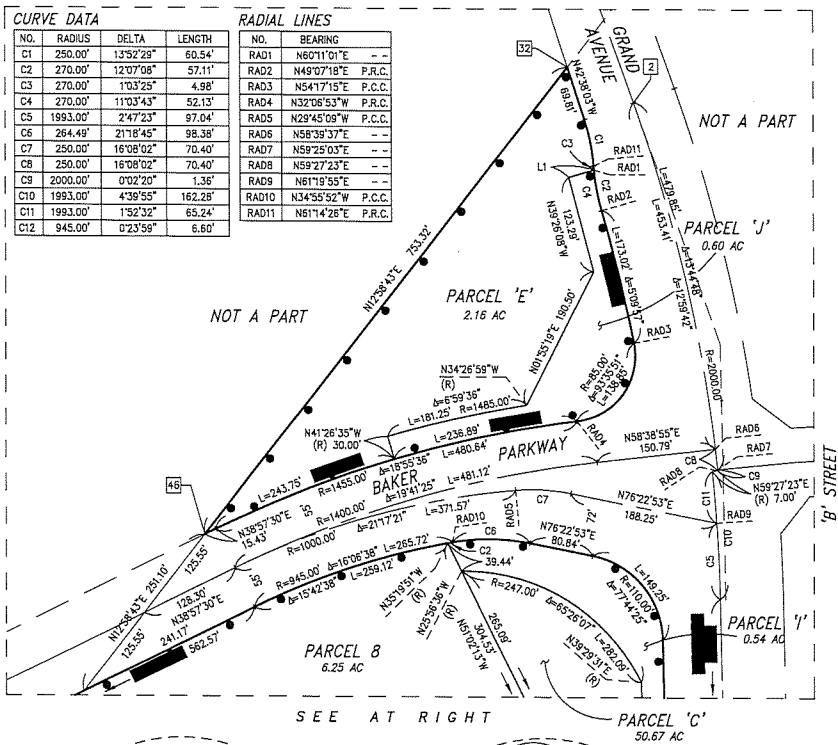 CURVE DATA
NO. RADIUS DELTA LENGTH
C1 250.00' 13°52'29" 60.54'
C2 270.00' 12°07'08" 57.11'
C3 270.00' 1°03'25" 4.98'
C4 270.00' 11°03'43" 52.13'
C5 1993.00' 2°47'23" 97.04'
C6 264.49' 21°18'45" 98.38'
C7 250.00' 16°08'02" 70.40'
C8 250.00' 16°08'02" 70.40'
C9 2000.00' 0°02'20" 1.36'
C10 1993.00' 4°39'55" 162.26'
C11 1993.00' 1°52'32" 65.24'
C12 945.00' 0°23'59" 6.60'
RADIAL LINES
NO. BEARING
RAD1 N60°11'01"E --
RAD2 N49°07'18"E P.R.C.
RAD3 N54°17'15"E P.C.C.
RAD4 N32°06'53"W P.R.C.
RAD5 N29°45'09"W P.C.C.
RAD6 N58°39'37"E --
RAD7 N59°25'03"E --
RAD8 N59°27'23"E --
RAD9 N61°19'55"E --
RAD10 N34°55'52"W P.C.C.
RAD11 N61°14'26"E P.R.C.
32
GRAND
AVENUE
2
N42°38'03"W
69.81'
NOT A PART
C1
C3
RAD11
RAD1
L1
C2
C4
RAD2
L=479.85'
L=453.41'
Δ=13°44'48"
Δ=12°59'42"
R=2000.00'
PARCEL 'J'
0.60 AC
N39°26'08"W
123.29'
L=173.02'
Δ=5°09'57"
753.32'
N12°58'43"E
PARCEL 'E'
2.16 AC
NOT A PART
N01°55'19"E 190.50'
RAD3
N34°26'59"W
(R)
R=85.00'
Δ=93°35'51"
L=138.85'
Δ=6°59'36"
L=181.25' R=1485.00'
N41°26'35"W
(R) 30.00'
L=236.89'
L=480.64'
RAD4
PARKWAY
BAKER
N58°38'55"E
150.79'
RAD6
RAD7
RAD8
C8
C9
N59°27'23"E
(R) 7.00'
'B' STREET
46
L=243.75'
R=1455.00'
Δ=18°55'36"
N38°57'30"E
15.43'
55'
R=1400.00'
Δ=19°41'25"
L=481.12'
C7
N76°22'53"E
188.25'
C11
RAD9
C10
C5
125.55'
N12°58'43"E 251.10'
125.55'
128.30'
N38°57'30"E
241.17'
562.57'
55'
R=1000.00'
Δ=21°17'21"
L=371.57'
RAD10
C6
RAD5
72'
N76°22'53"E
80.84'
R=945.00'
Δ=16°06'38"
L=265.72'
Δ=15°42'38"
L=259.12'
C2
39.44'
N35°19'51"W
(R)
N25°56'36"W
(R)
R=247.00'
Δ=65°26'07"
L=282.09'
265.09'
304.53'
N51°02'13"W
L=149.25'
R=110.00'
Δ=77°44'25"
N39°29'31"E
(R)
PARCEL 'I'
0.54 AC
PARCEL 8
6.25 AC
SEE AT RIGHT
PARCEL 'C'
50.67 AC